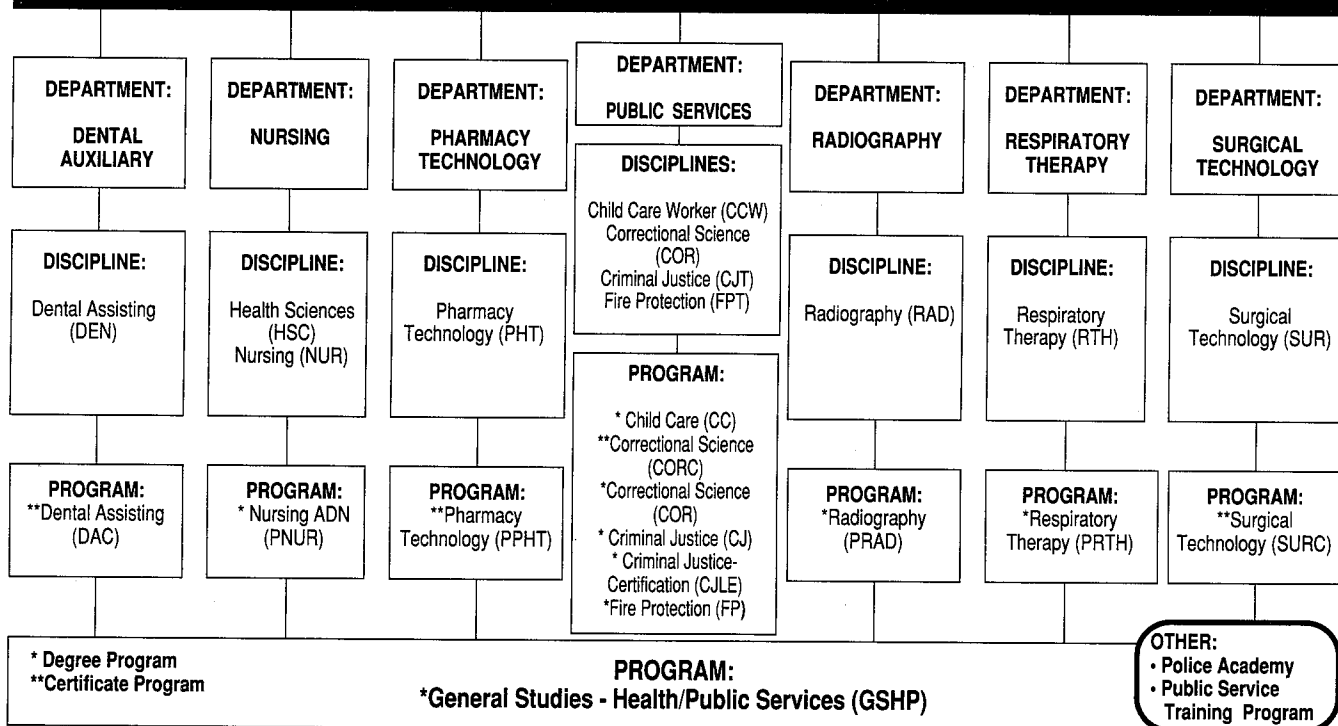 DEPARTMENT:
DENTAL
AUXILIARY
DISCIPLINE:
Dental Assisting
(DEN)
PROGRAM:
**Dental Assisting
(DAC)
DEPARTMENT:
NURSING
DISCIPLINE:
Health Sciences
(HSC)
Nursing (NUR)
PROGRAM:
* Nursing ADN
(PNUR)
DEPARTMENT:
PHARMACY
TECHNOLOGY
DISCIPLINE:
Pharmacy
Technology (PHT)
PROGRAM:
**Pharmacy
Technology (PPHT)
DEPARTMENT:
PUBLIC SERVICES
DISCIPLINES:
Child Care Worker (CCW)
Correctional Science
(COR)
Criminal Justice (CJT)
Fire Protection (FPT)
PROGRAM:
* Child Care (CC)
**Correctional Science
(CORC)
*Correctional Science
(COR)
* Criminal Justice (CJ)
* Criminal Justice-
Certification (CJLE)
*Fire Protection (FP)
DEPARTMENT:
RADIOGRAPHY
DISCIPLINE:
Radiography (RAD)
PROGRAM:
*Radiography
(PRAD)
DEPARTMENT:
RESPIRATORY
THERAPY
DISCIPLINE:
Respiratory
Therapy (RTH)
PROGRAM:
*Respiratory
Therapy (PRTH)
DEPARTMENT:
SURGICAL
TECHNOLOGY
DISCIPLINE:
Surgical
Technology (SUR)
PROGRAM:
**Surgical
Technology (SURC)
* Degree Program
**Certificate Program
PROGRAM:
*General Studies - Health/Public Services (GSHP)
OTHER:
• Police Academy
• Public Service
Training Program